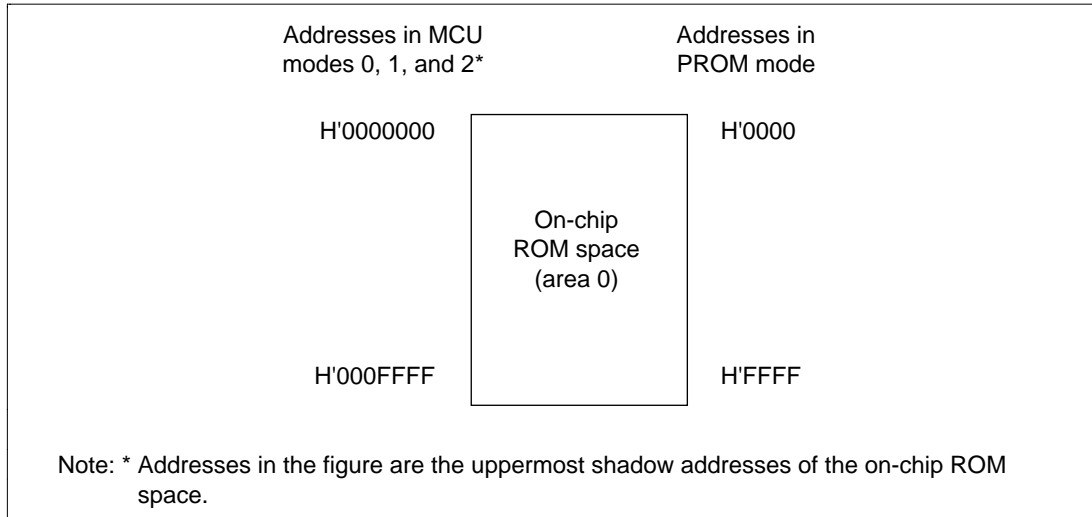 Addresses in MCU
modes 0, 1, and 2*
Addresses in
PROM mode
H'0000000
H'0000
On-chip
ROM space
(area 0)
H'000FFFF
H'FFFF
Note: * Addresses in the figure are the uppermost shadow addresses of the on-chip ROM
space.